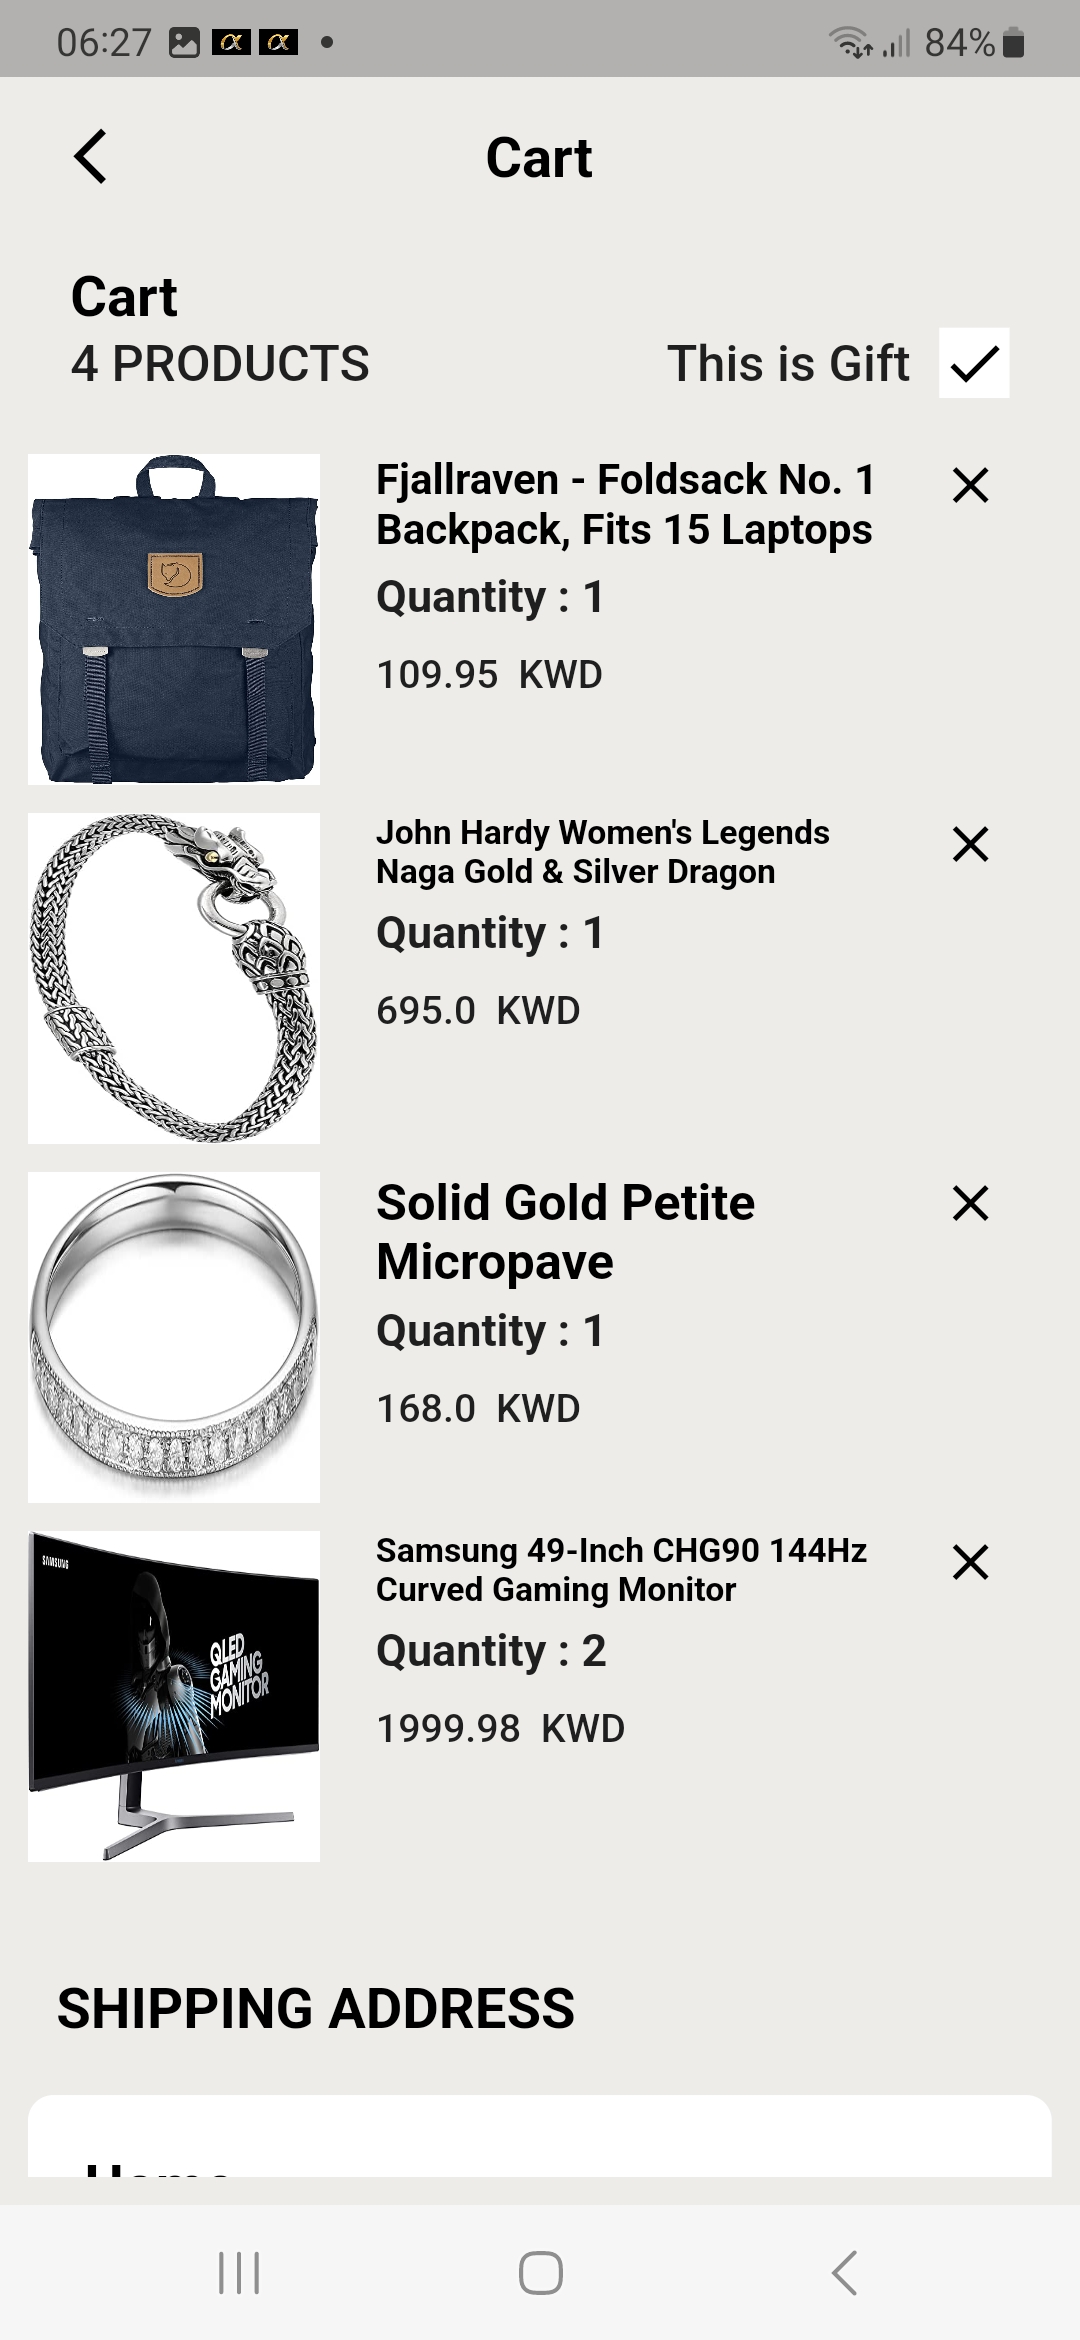 06:27
84%
Cart
Cart
4 PRODUCTS
This is Gift
Fjallraven - Foldsack No. 1
Backpack, Fits 15 Laptops
Quantity : 1
109.95 KWD
John Hardy Women's Legends
Naga Gold & Silver Dragon
Quantity : 1
695.0 KWD
Solid Gold Petite
Micropave
Quantity : 1
168.0 KWD
SAMSUNG
QLED
GAMING
MONITOR
Samsung 49-Inch CHG90 144Hz
Curved Gaming Monitor
Quantity : 2
1999.98 KWD
SHIPPING ADDRESS
Home